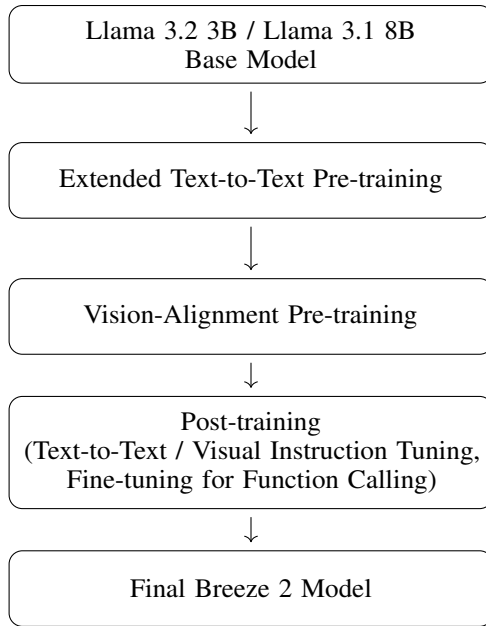 Llama 3.2 3B / Llama 3.1 8B
Base Model
Extended Text-to-Text Pre-training
Vision-Alignment Pre-training
Post-training
(Text-to-Text / Visual Instruction Tuning,
Fine-tuning for Function Calling)
Final Breeze 2 Model